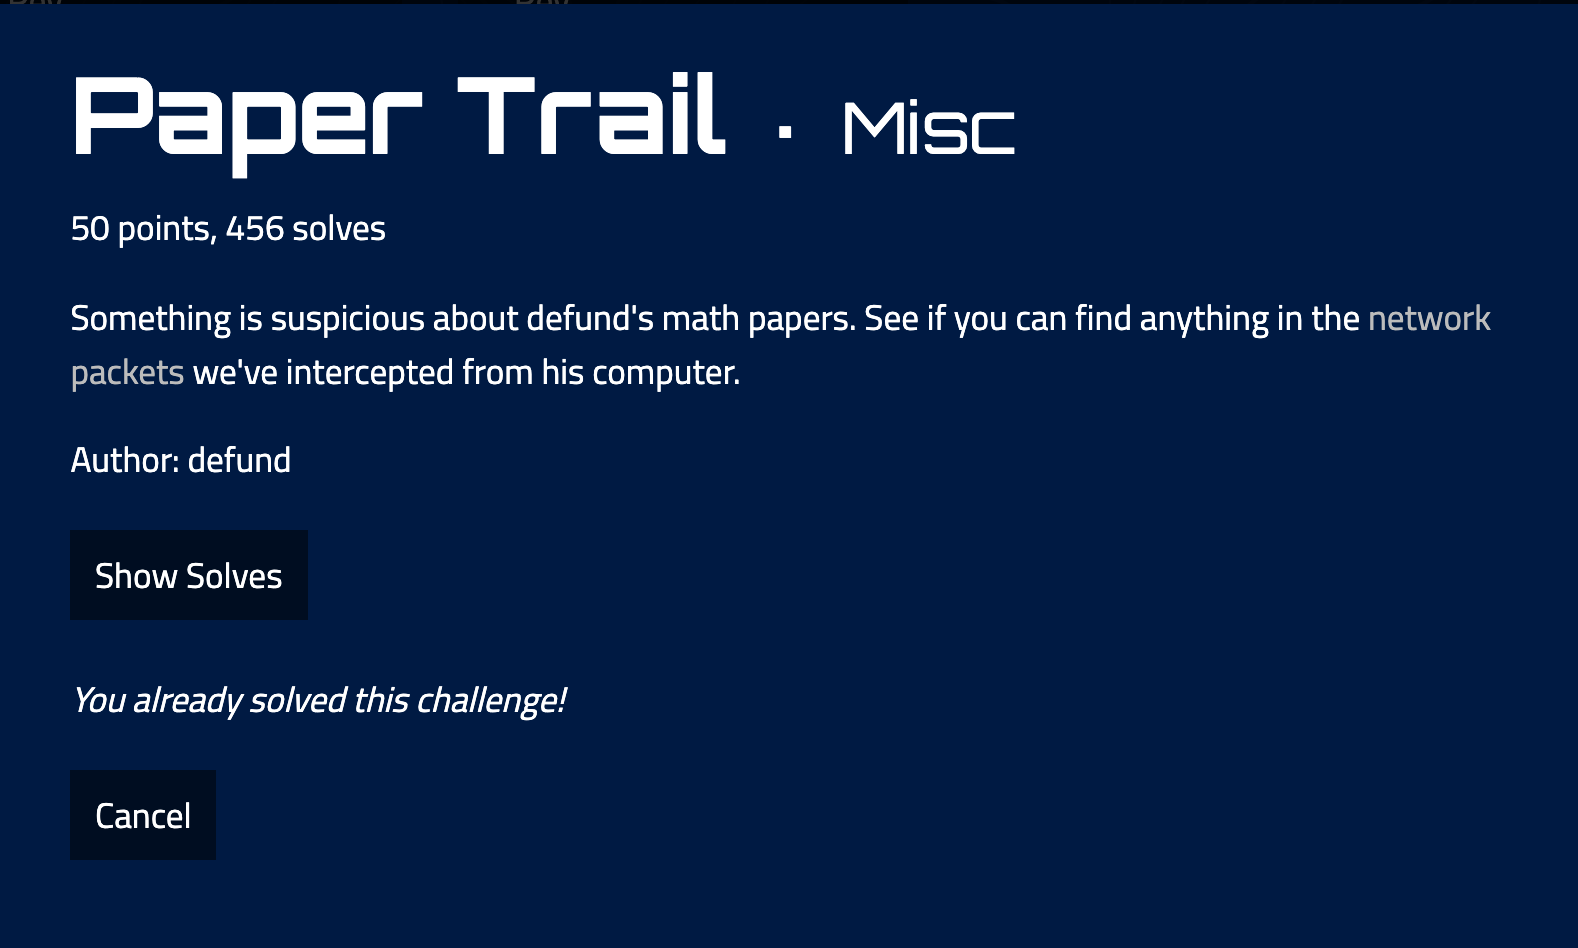 Paper Trail · Misc
50 points, 456 solves
Something is suspicious about defund's math papers. See if you can find anything in the network
packets we've intercepted from his computer.
Author: defund
Show Solves
You already solved this challenge!
Cancel